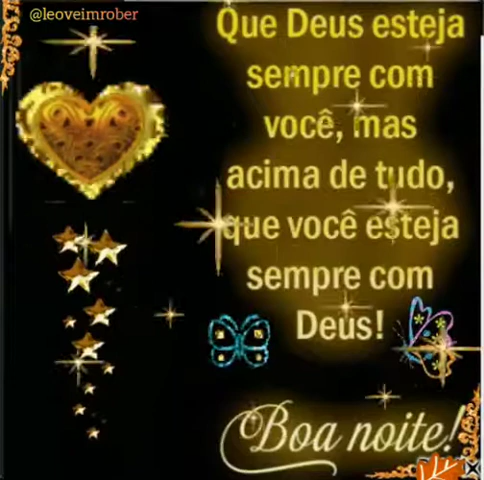 @leoveimrober
Que Deus esteja
sempre com
você, mas
acima de tudo,
que você esteja
sempre com
Deus!
Boa noite!